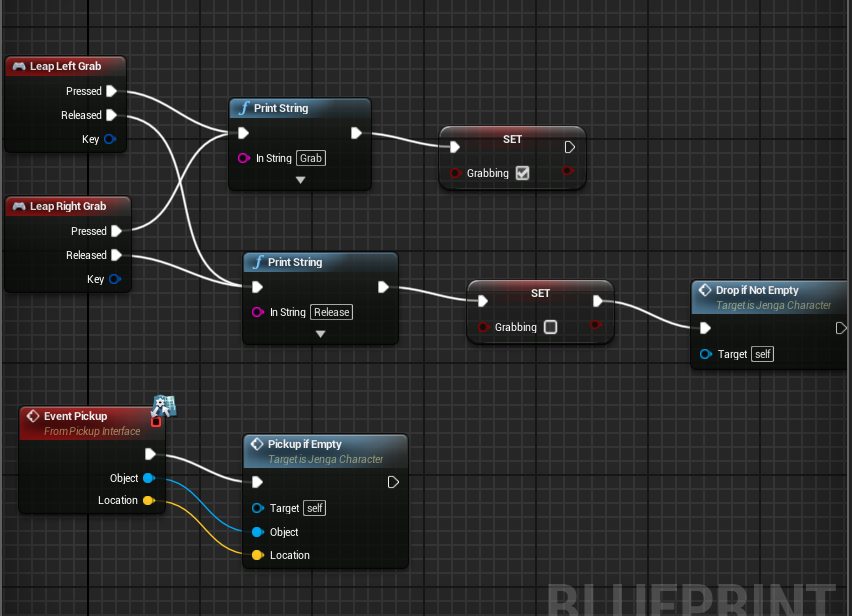 Leap Left Grab
Pressed
Released
Key
Print String
In String Grab
SET
Grabbing
Leap Right Grab
Pressed
Released
Key
Print String
In String Release
SET
Grabbing
Drop if Not Empty
Target is Jenga Character
Target self
Event Pickup
From Pickup Interface
Object
Location
Pickup if Empty
Target is Jenga Character
Target self
Object
Location
BLUEPRINT